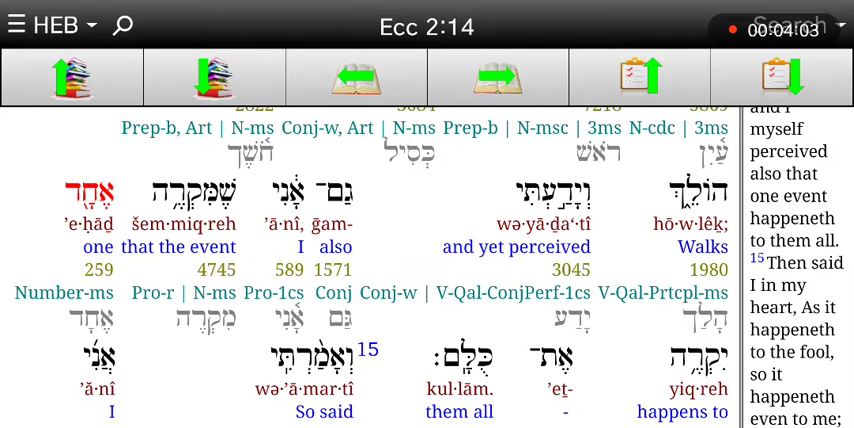 HEB
Ecc 2:14
Search
00:04:03
Prep-b, Art | N-ms Conj-w, Art | N-ms Prep-b | N-msc | 3ms N-cdc | 3ms
עַ֫יִן רֹאשׁ כְּסִיל חֹ֫שֶׁךְ
הוֹלֵ֑ךְ וְיָדַ֣עְתִּי גַם־ אָ֔נִי שֶׁמִּקְרֶ֥ה אֶחָ֖ד
’e·ḥāḏ šem·miq·reh ’ā·nî, ḡam- wə·yā·ḏa‘·tî hō·w·lêḵ;
one that the event I also and yet perceived Walks
259 4745 589 1571 3045 1980
Number-ms Pro-r | N-ms Pro-1cs Conj Conj-w | V-Qal-ConjPerf-1cs V-Qal-Prtcpl-ms
הָלַךְ יָדַע גַּם אֲ֫נִי מִקְרֶה אֶחָד
יִקְרֶ֥ה אֶת־ כֻּלָּֽם׃ 15 וְאָמַ֨רְתִּֽי אֲנִ֜י
’ă·nî wə·’ā·mar·tî kul·lām. ’eṯ- yiq·reh
I So said them all - happens to
and I
myself
perceived
also that
one event
happeneth
to them all.
15 Then said
I in my
heart, As it
happeneth
to the fool,
so it
happeneth
even to me;